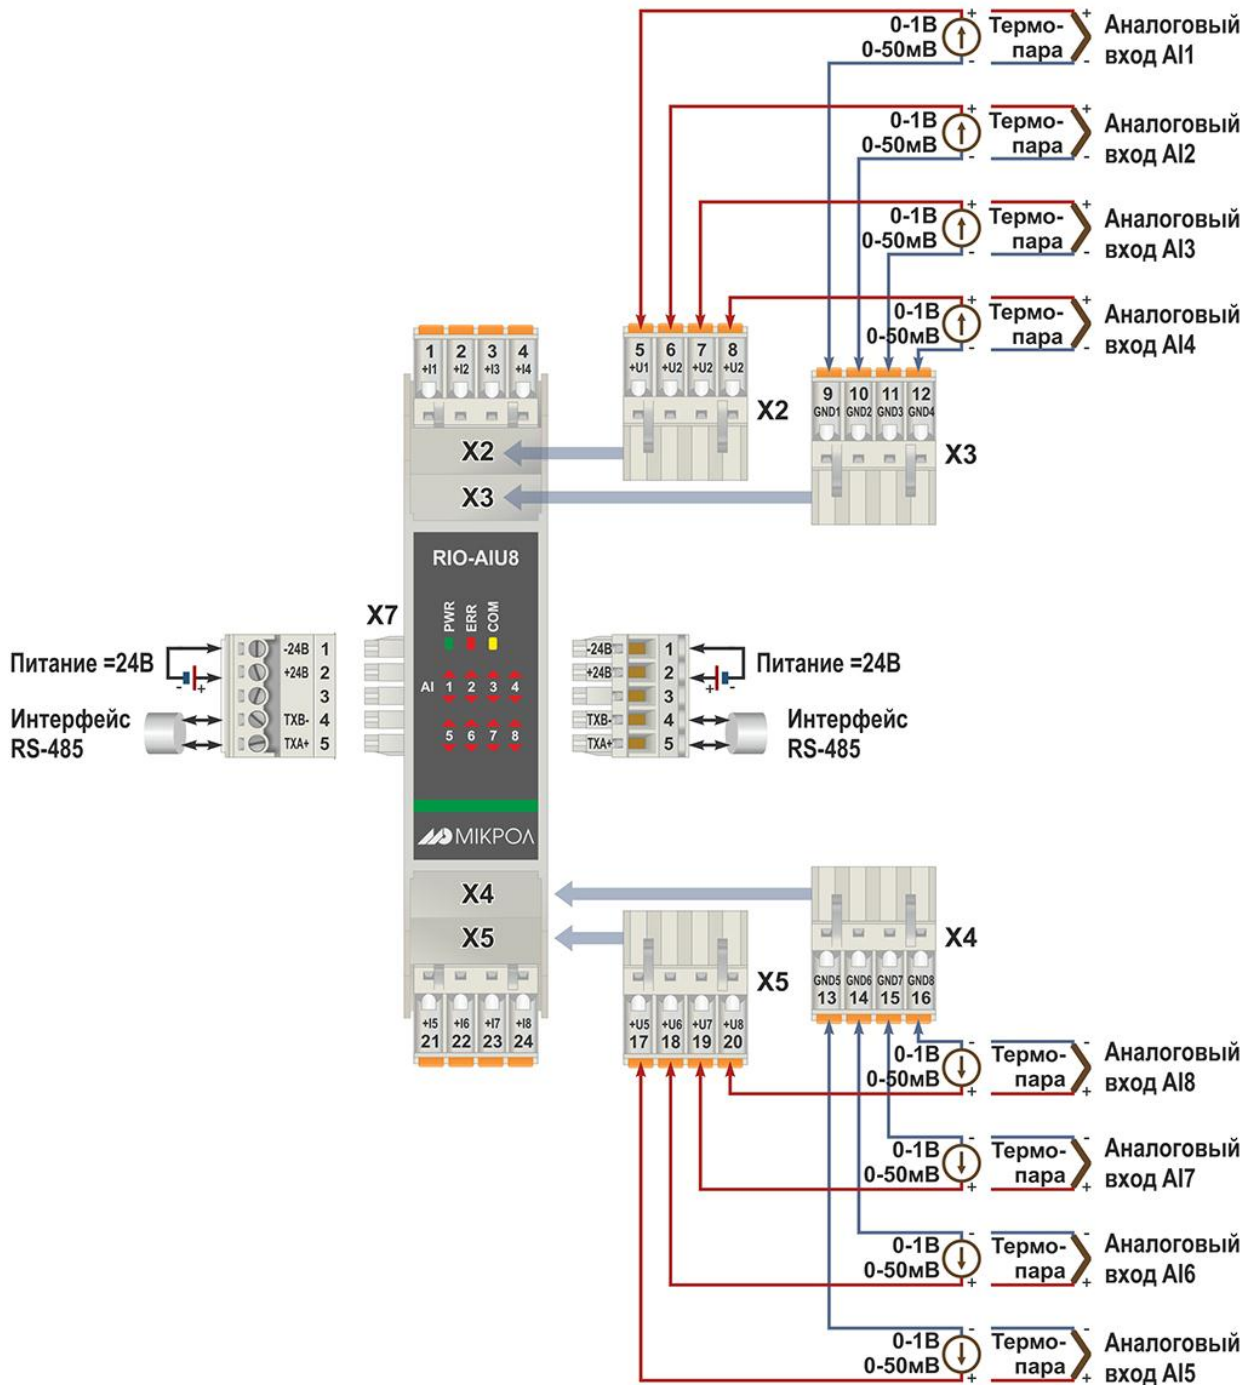 0-1В
0-50мВ
Термо-
пара
Аналоговый
вход AI1
+
-
+
-
0-1В
0-50мВ
Термо-
пара
Аналоговый
вход AI2
+
-
+
-
0-1В
0-50мВ
Термо-
пара
Аналоговый
вход AI3
+
-
+
-
0-1В
0-50мВ
Термо-
пара
Аналоговый
вход AI4
+
-
+
-
1 2 3 4
+I1 +I2 +I3 +I4
5 6 7 8
+U1 +U2 +U2 +U2
X2
9 10 11 12
GND1 GND2 GND3 GND4
X3
X2
X3
RIO-AIU8
PWR ERR COM
AI 1 2 3 4
5 6 7 8
МІКРОЛ
X7
Питание =24В
- +
Интерфейс
RS-485
-24В 1
+24В 2
3
TXB- 4
TXA+ 5
-24В 1
+24В 2
3
TXB- 4
TXA+ 5
Питание =24В
+ -
Интерфейс
RS-485
X4
X5
+I5 +I6 +I7 +I8
21 22 23 24
X4
GND5 GND6 GND7 GND8
13 14 15 16
X5
+U5 +U6 +U7 +U8
17 18 19 20
0-1В
0-50мВ
Термо-
пара
Аналоговый
вход AI8
-
+
-
+
0-1В
0-50мВ
Термо-
пара
Аналоговый
вход AI7
-
+
-
+
0-1В
0-50мВ
Термо-
пара
Аналоговый
вход AI6
-
+
-
+
0-1В
0-50мВ
Термо-
пара
Аналоговый
вход AI5
-
+
-
+